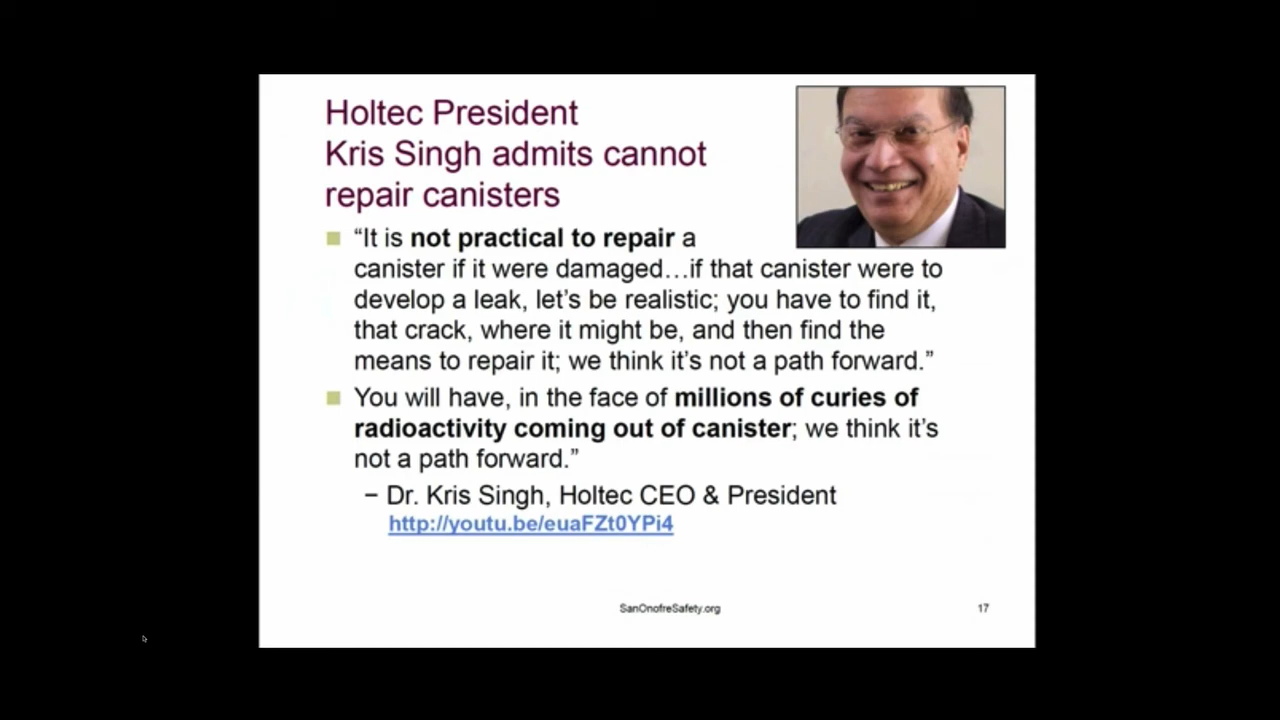 Holtec President
Kris Singh admits cannot
repair canisters
“It is not practical to repair a
canister if it were damaged…if that canister were to
develop a leak, let’s be realistic; you have to find it,
that crack, where it might be, and then find the
means to repair it; we think it’s not a path forward.”
You will have, in the face of millions of curies of
radioactivity coming out of canister; we think it’s
not a path forward.”
− Dr. Kris Singh, Holtec CEO & President
http://youtu.be/euaFZt0YPi4
SanOnofreSafety.org
17